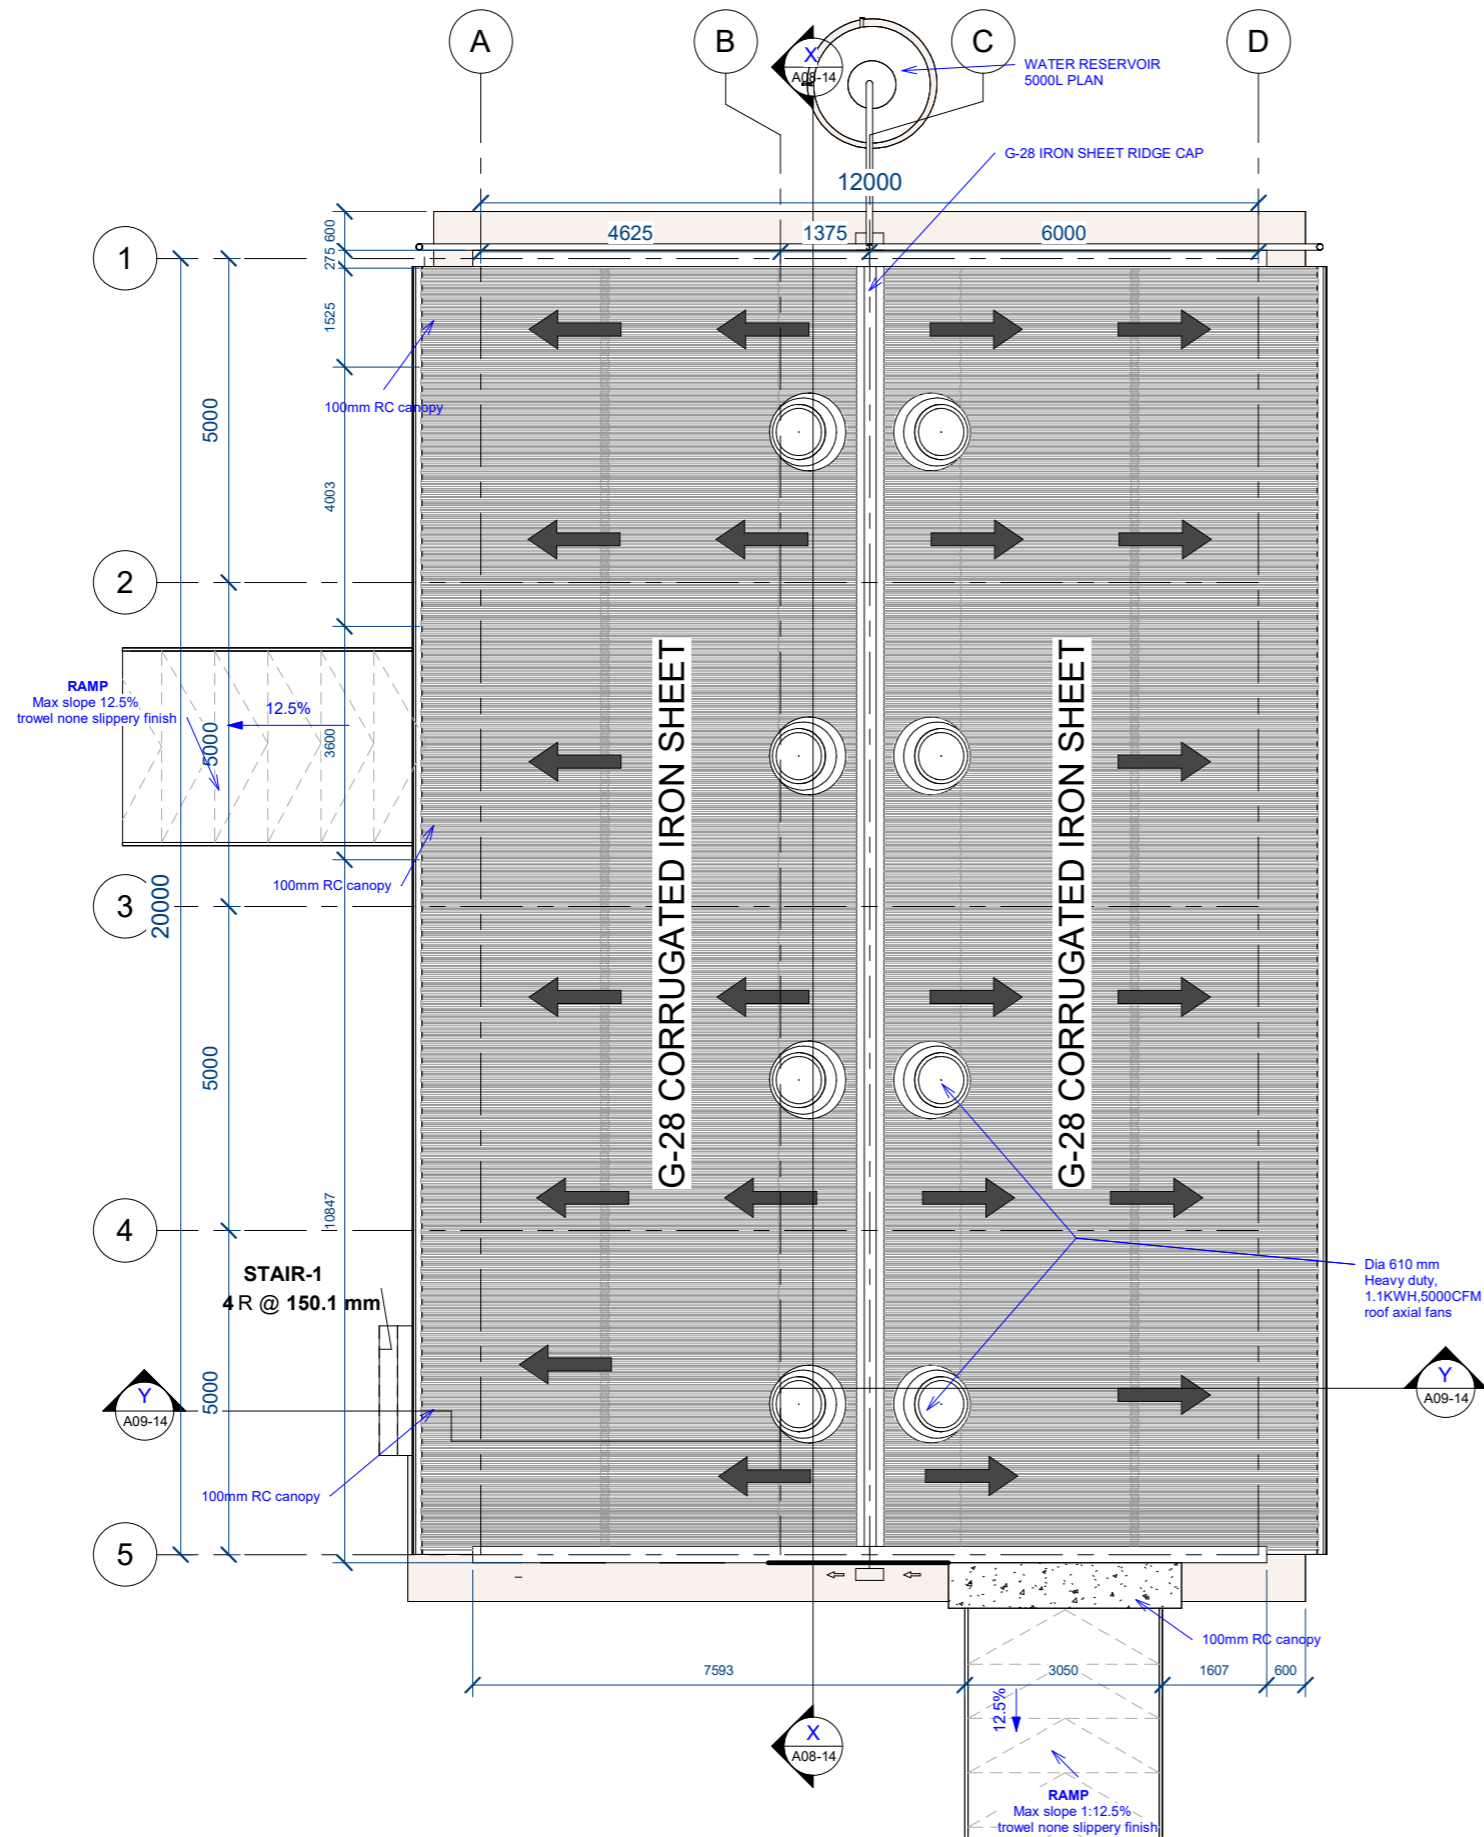 A
B
C
D
X
A08-14
WATER RESERVOIR
5000L PLAN
G-28 IRON SHEET RIDGE CAP
12000
4625
1375
6000
600
275
1
1525
100mm RC canopy
5000
4003
2
RAMP
Max slope 12.5%
trowel none slippery finish
12.5%
5000
3600
G-28 CORRUGATED IRON SHEET
G-28 CORRUGATED IRON SHEET
100mm RC canopy
3
20000
5000
10847
4
STAIR-1
4 R @ 150.1 mm
Dia 610 mm
Heavy duty,
1.1KWH,5000CFM
roof axial fans
Y
A09-14
5000
Y
A09-14
100mm RC canopy
5
100mm RC canopy
7593
3050
1607
600
12.5%
X
A08-14
RAMP
Max slope 1:12.5%
trowel none slippery finish